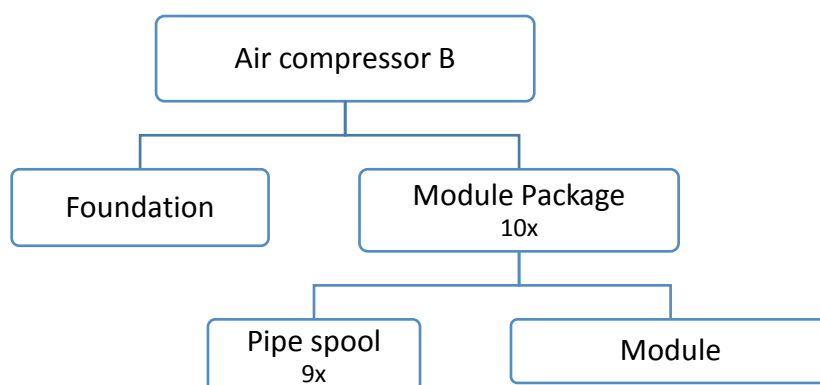 Air compressor B
Foundation
Module Package
10x
Pipe spool
9x
Module